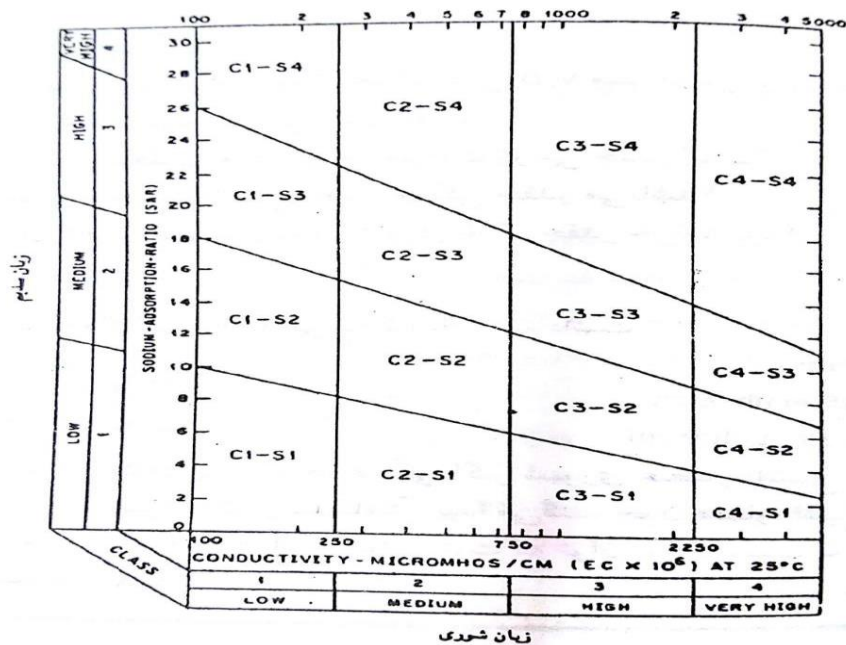 100 2 3 4 5 6 7 8 1000 2 3 4 5000
30
28
26
24
22
20
18
16
14
12
10
8
6
4
2
0
SODIUM-ADSORPTION-RATIO (SAR)
VERY HIGH 4
HIGH 3
MEDIUM 2
LOW 1
زیان سدیم
C1-S4
C2-S4
C3-S4
C4-S4
C1-S3
C2-S3
C3-S3
C4-S3
C1-S2
C2-S2
C3-S2
C4-S2
C1-S1
C2-S1
C3-S1
C4-S1
100 250 750 2250
CONDUCTIVITY - MICROMHOS/CM (EC X 10⁶) AT 25°C
CLASS
1 2 3 4
LOW MEDIUM HIGH VERY HIGH
زیان شوری